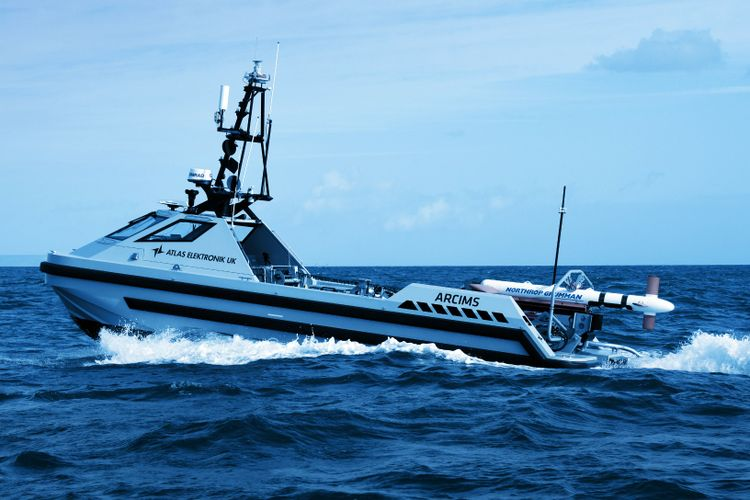 ATLAS ELEKTRONIK UK
ARCIMS
NORTHROP GRUMMAN